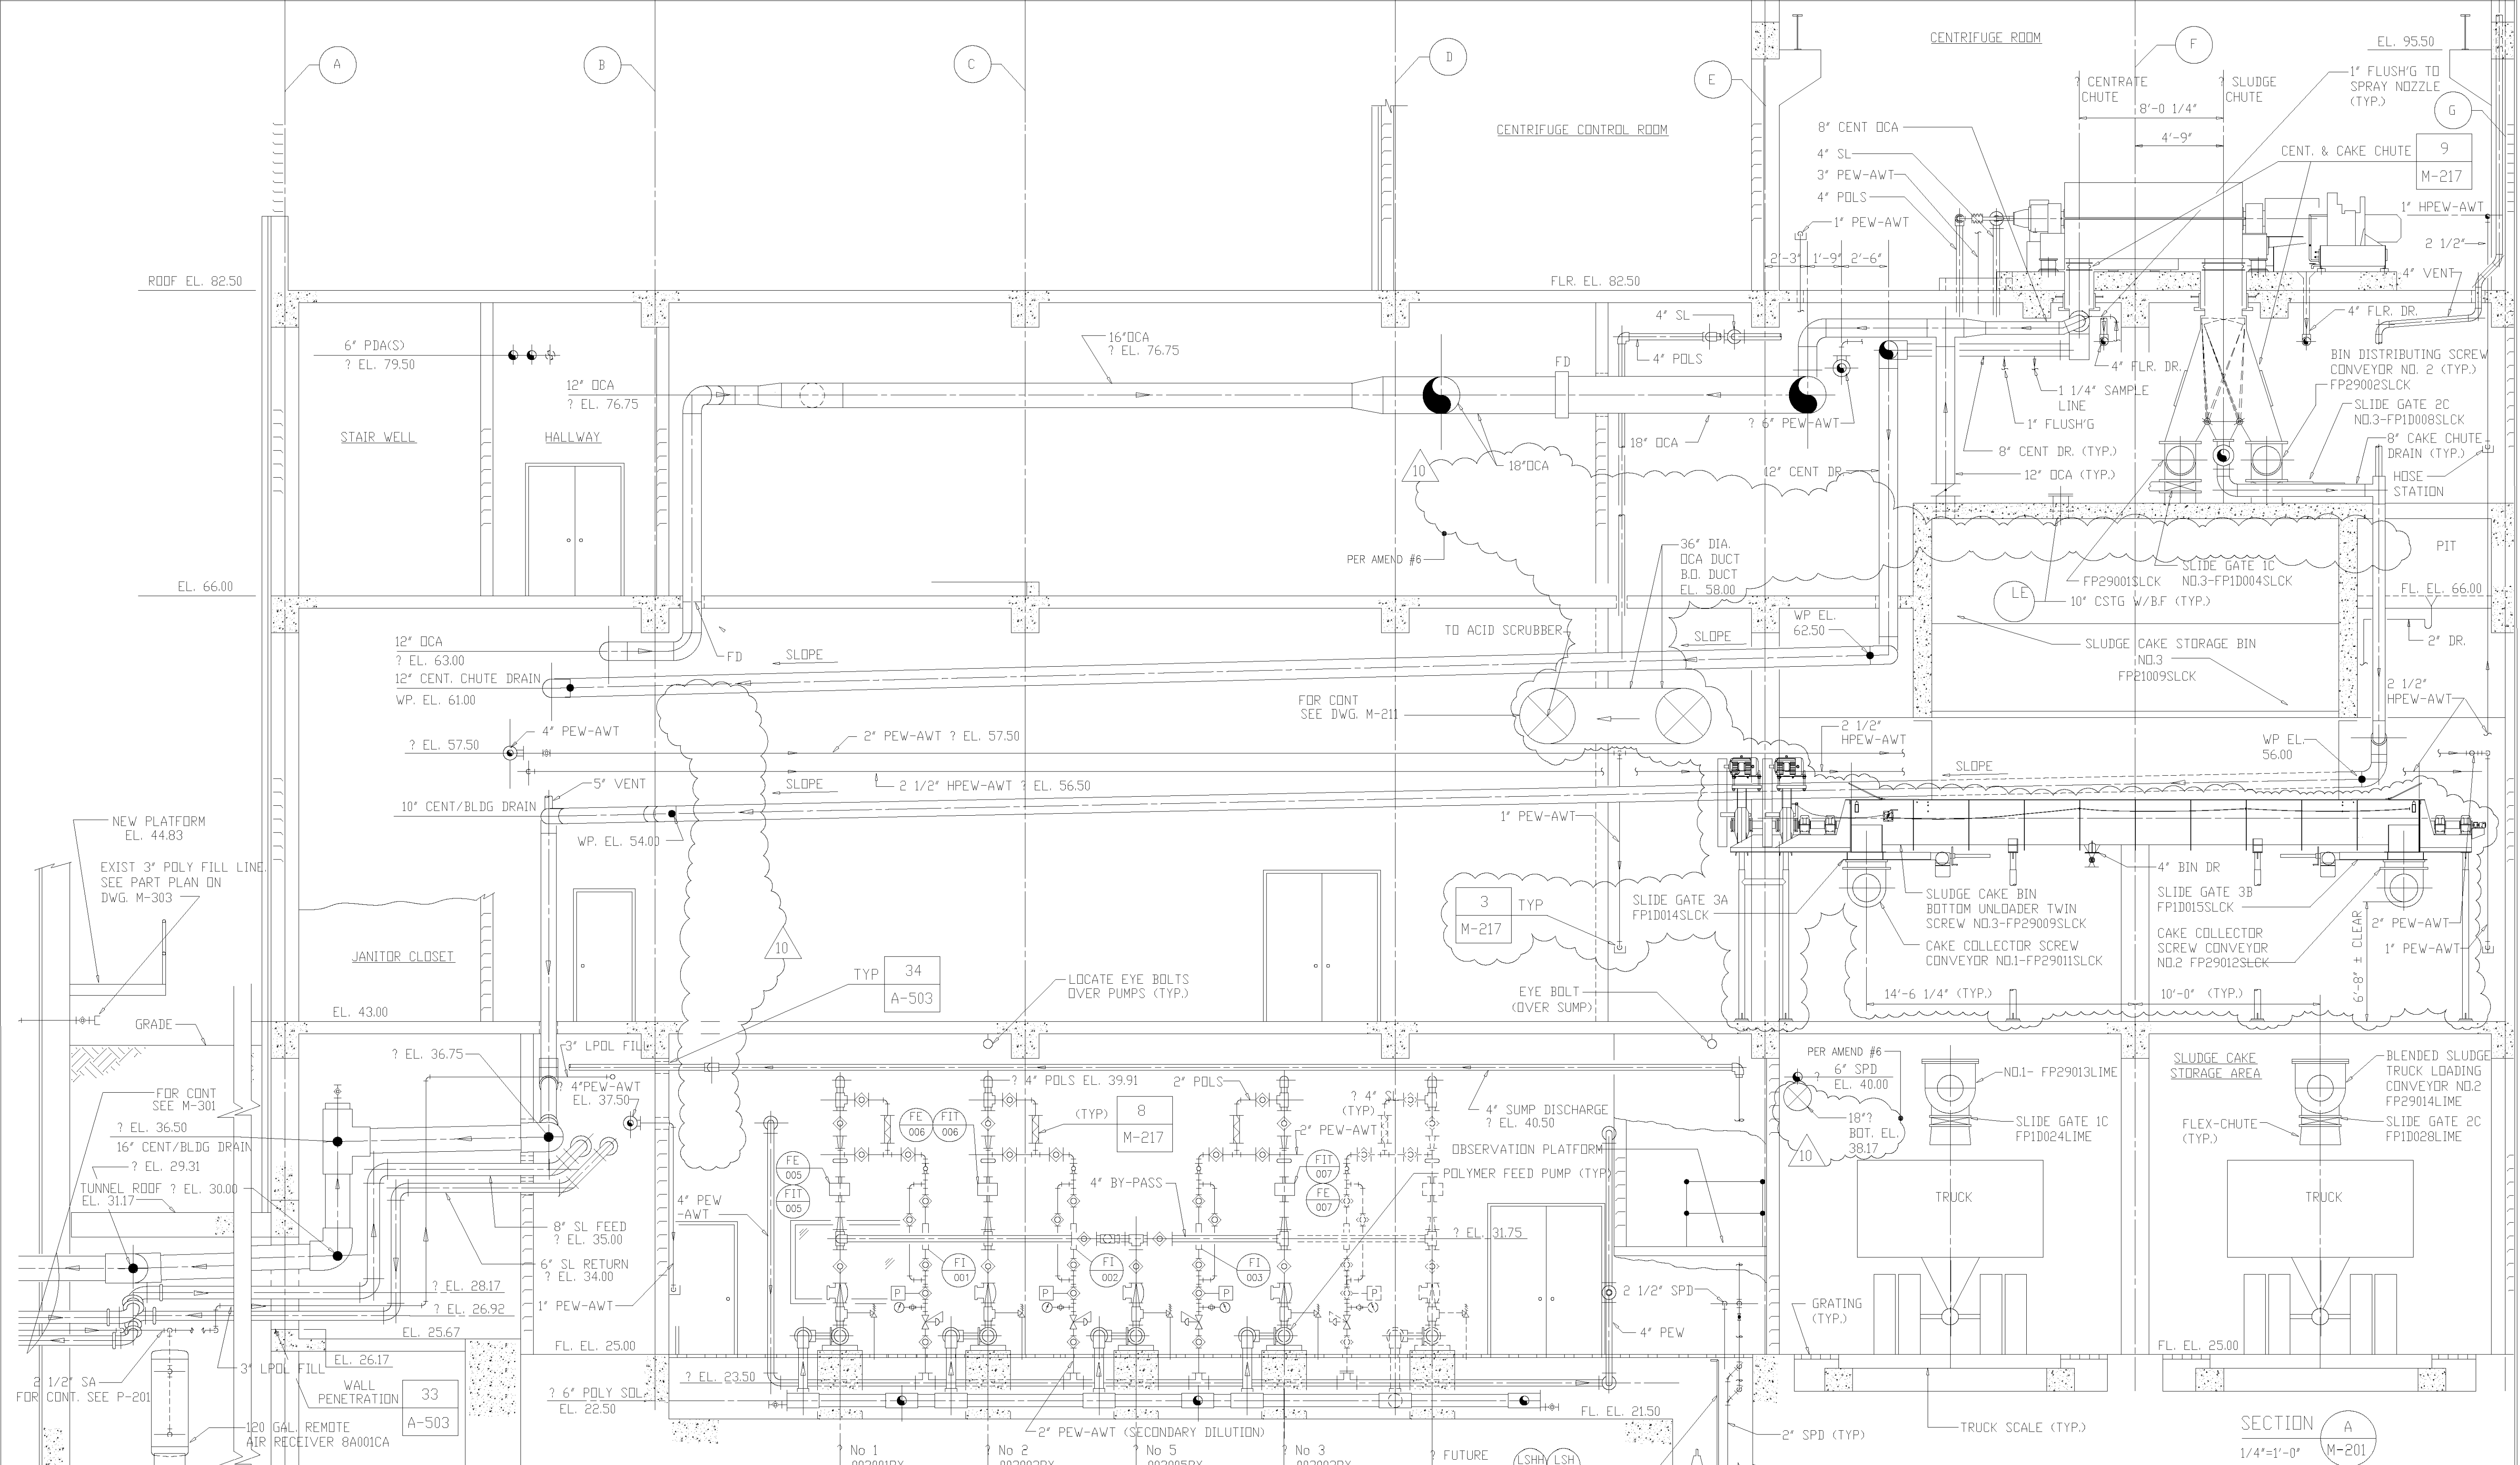 A
B
C
D
E
F
G
CENTRIFUGE ROOM
EL. 95.50
1" FLUSH'G TO
SPRAY NOZZLE
(TYP.)
? CENTRATE
CHUTE
? SLUDGE
CHUTE
8'-0 1/4"
4'-9"
CENTRIFUGE CONTROL ROOM
8" CENT OCA
4" SL
3" PEW-AWT
4" POLS
1" PEW-AWT
CENT. & CAKE CHUTE
9
M-217
1" HPEW-AWT
2 1/2"
4" VENT
2'-3"
1'-9"
2'-6"
ROOF EL. 82.50
FLR. EL. 82.50
6" PDA(S)
? EL. 79.50
16"OCA
? EL. 76.75
12" OCA
? EL. 76.75
4" SL
4" POLS
FD
4" FLR. DR.
4" FLR. DR.
1 1/4" SAMPLE
LINE
1" FLUSH'G
BIN DISTRIBUTING SCREW
CONVEYOR NO. 2 (TYP.)
FP29002SLCK
SLIDE GATE 2C
NO.3-FP1D008SLCK
8" CAKE CHUTE
DRAIN (TYP.)
HOSE
STATION
STAIR WELL
HALLWAY
18" OCA
? 6" PEW-AWT
18"OCA
10
12" CENT DR.
8" CENT DR. (TYP.)
12" OCA (TYP.)
PER AMEND #6
36" DIA.
OCA DUCT
B.O. DUCT
EL. 58.00
PIT
SLIDE GATE 1C
NO.3-FP1D004SLCK
FP29001SLCK
LE
10" CSTG W/B.F (TYP.)
EL. 66.00
FL. EL. 66.00
WP EL.
62.50
TO ACID SCRUBBER
SLOPE
2" DR.
SLUDGE CAKE STORAGE BIN
NO.3
FP21009SLCK
12" OCA
? EL. 63.00
FD
SLOPE
12" CENT. CHUTE DRAIN
WP. EL. 61.00
FOR CONT
SEE DWG. M-211
2 1/2"
HPEW-AWT
4" PEW-AWT
? EL. 57.50
2" PEW-AWT ? EL. 57.50
2 1/2"
HPEW-AWT
WP EL.
56.00
SLOPE
5" VENT
SLOPE
2 1/2" HPEW-AWT ? EL. 56.50
10" CENT/BLDG DRAIN
WP. EL. 54.00
1" PEW-AWT
NEW PLATFORM
EL. 44.83
EXIST 3" POLY FILL LINE.
SEE PART PLAN ON
DWG. M-303
4" BIN DR
3
M-217
TYP
SLIDE GATE 3A
FP1D014SLCK
SLUDGE CAKE BIN
BOTTOM UNLOADER TWIN
SCREW NO.3-FP29009SLCK
SLIDE GATE 3B
FP1D015SLCK
2" PEW-AWT
1" PEW-AWT
CAKE COLLECTOR SCREW
CONVEYOR NO.1-FP29011SLCK
CAKE COLLECTOR
SCREW CONVEYOR
NO.2 FP29012SLCK
6'-8" ± CLEAR
JANITOR CLOSET
10
TYP
34
A-503
LOCATE EYE BOLTS
OVER PUMPS (TYP.)
EYE BOLT
(OVER SUMP)
14'-6 1/4" (TYP.)
10'-0" (TYP.)
EL. 43.00
GRADE
3" LPOL FILL
? EL. 36.75
? 4"PEW-AWT
EL. 37.50
? 4" POLS EL. 39.91
2" POLS
? 4" SL
(TYP)
4" SUMP DISCHARGE
? EL. 40.50
PER AMEND #6
6" SPD
? EL. 40.00
18"?
BOT. EL.
38.17
10
NO.1- FP29013LIME
SLUDGE CAKE
STORAGE AREA
BLENDED SLUDGE
TRUCK LOADING
CONVEYOR NO.2
FP29014LIME
SLIDE GATE 1C
FP1D024LIME
FLEX-CHUTE
(TYP.)
SLIDE GATE 2C
FP1D028LIME
FOR CONT
SEE M-301
? EL. 36.50
16" CENT/BLDG DRAIN
? EL. 29.31
TUNNEL ROOF
EL. 31.17
? EL. 30.00
FE
006
FIT
006
(TYP)
8
M-217
2" PEW-AWT
OBSERVATION PLATFORM
POLYMER FEED PUMP (TYP)
FE
005
FIT
005
FIT
007
FE
007
4" BY-PASS
4" PEW
-AWT
8" SL FEED
? EL. 35.00
6" SL RETURN
? EL. 34.00
? EL. 31.75
TRUCK
TRUCK
FI
001
FI
002
FI
003
P
P
P
P
? EL. 28.17
? EL. 26.92
EL. 25.67
1" PEW-AWT
2 1/2" SPD
4" PEW
GRATING
(TYP.)
FL. EL. 25.00
FL. EL. 25.00
EL. 26.17
3" LPOL FILL
2 1/2" SA
FOR CONT. SEE P-201
WALL
PENETRATION
33
A-503
120 GAL. REMOTE
AIR RECEIVER 8A001CA
? EL. 23.50
? 6" POLY SOL.
EL. 22.50
FL. EL. 21.50
2" PEW-AWT (SECONDARY DILUTION)
2" SPD (TYP)
TRUCK SCALE (TYP.)
SECTION
A
M-201
1/4"=1'-0"
? No 1
? No 2
? No 5
? No 3
? FUTURE
LSHH
LSH